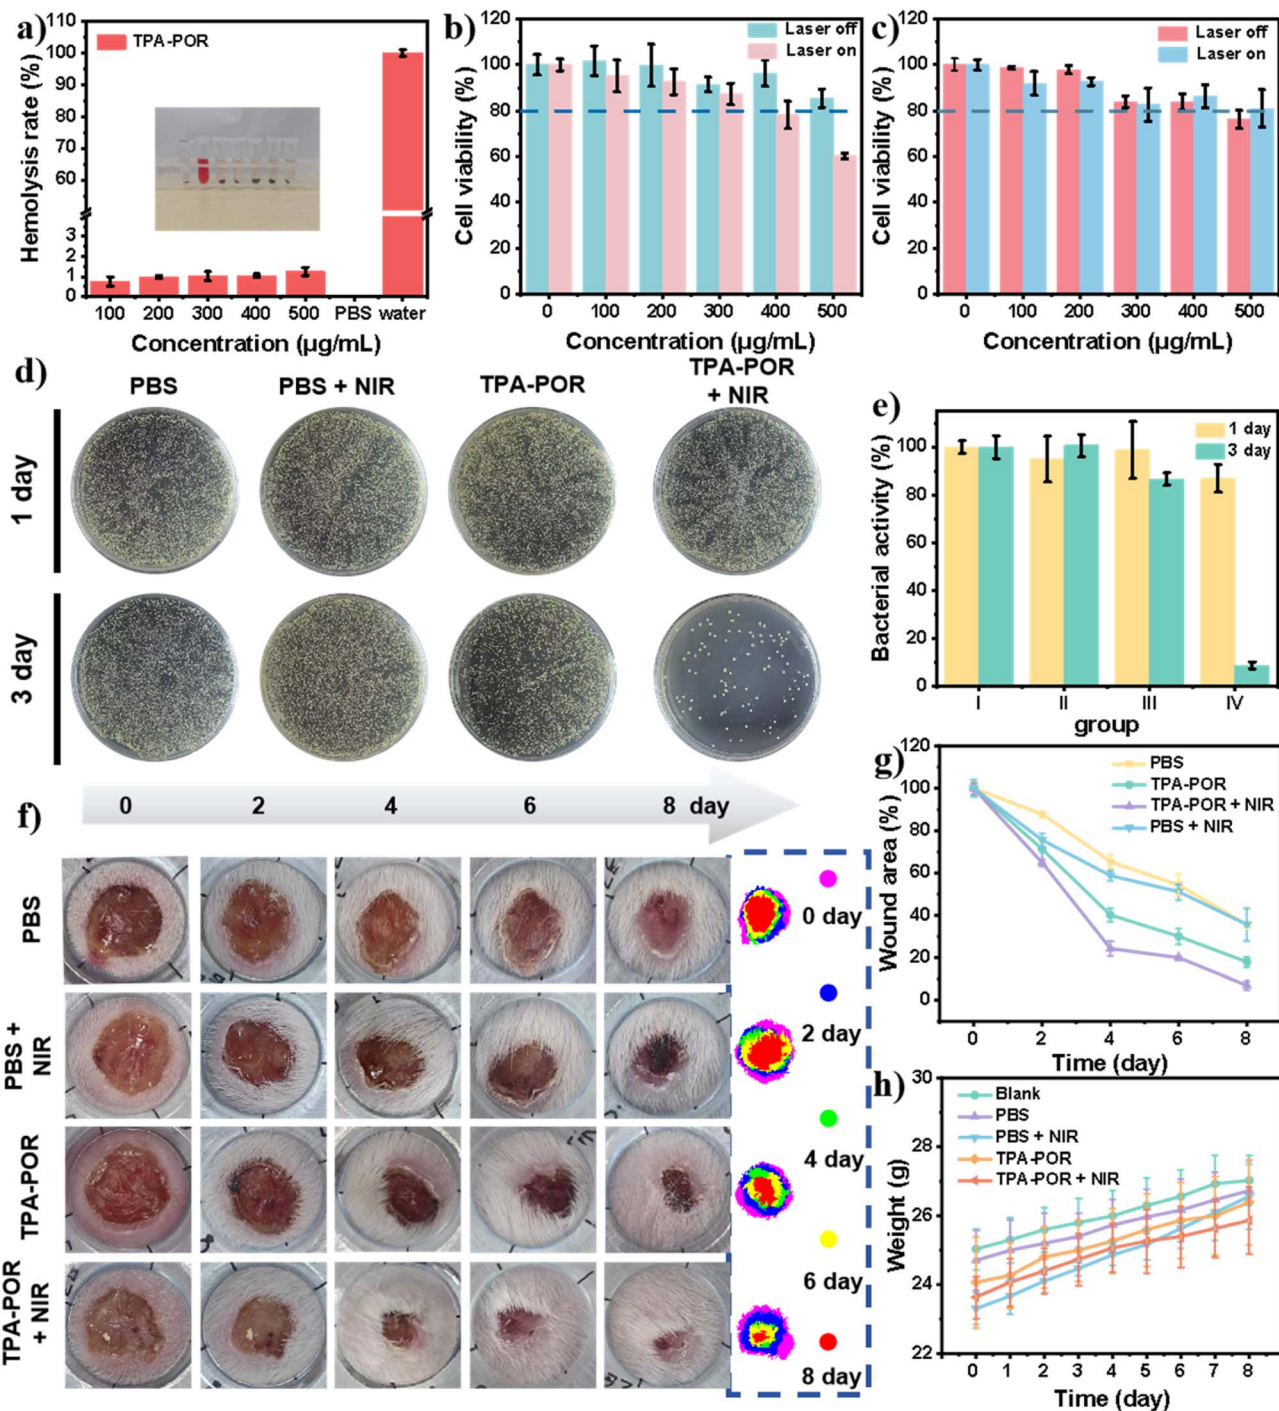 a)
110
100
90
80
70
60
3
2
1
0
Hemolysis rate (%)
TPA-POR
100 200 300 400 500 PBS water
Concentration (µg/mL)
b)
120
100
80
60
40
20
0
Cell viability (%)
Laser off
Laser on
0 100 200 300 400 500
Concentration (µg/mL)
c)
120
100
80
60
40
20
0
Cell viability (%)
Laser off
Laser on
0 100 200 300 400 500
Concentration (µg/mL)
d)
PBS
PBS + NIR
TPA-POR
TPA-POR
+ NIR
1 day
3 day
e)
100
80
60
40
20
0
Bacterial activity (%)
1 day
3 day
I II III IV
group
f)
0 2 4 6 8 day
PBS
PBS +
NIR
TPA-POR
TPA-POR
+ NIR
0 day
2 day
4 day
6 day
8 day
g)
120
100
80
60
40
20
0
Wound area (%)
PBS
TPA-POR
TPA-POR + NIR
PBS + NIR
0 2 4 6 8
Time (day)
h)
30
28
26
24
22
Weight (g)
Blank
PBS
PBS + NIR
TPA-POR
TPA-POR + NIR
0 1 2 3 4 5 6 7 8
Time (day)